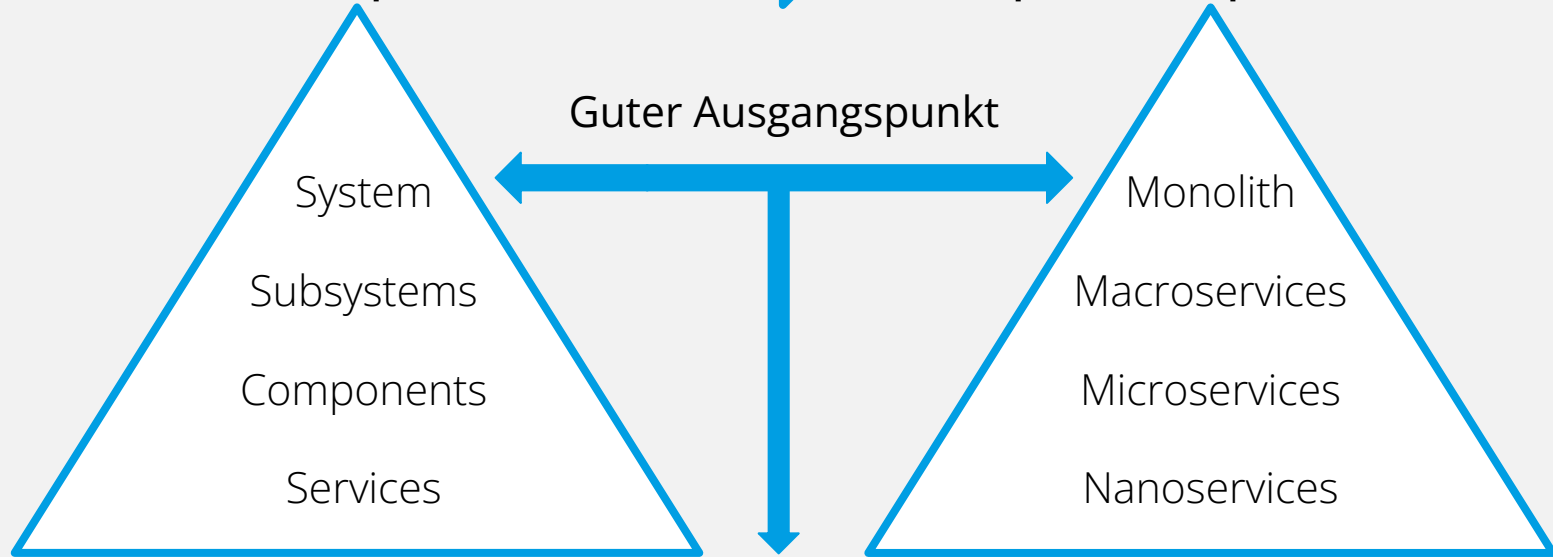 Guter Ausgangspunkt
System
Subsystems
Components
Services
Monolith
Macroservices
Microservices
Nanoservices